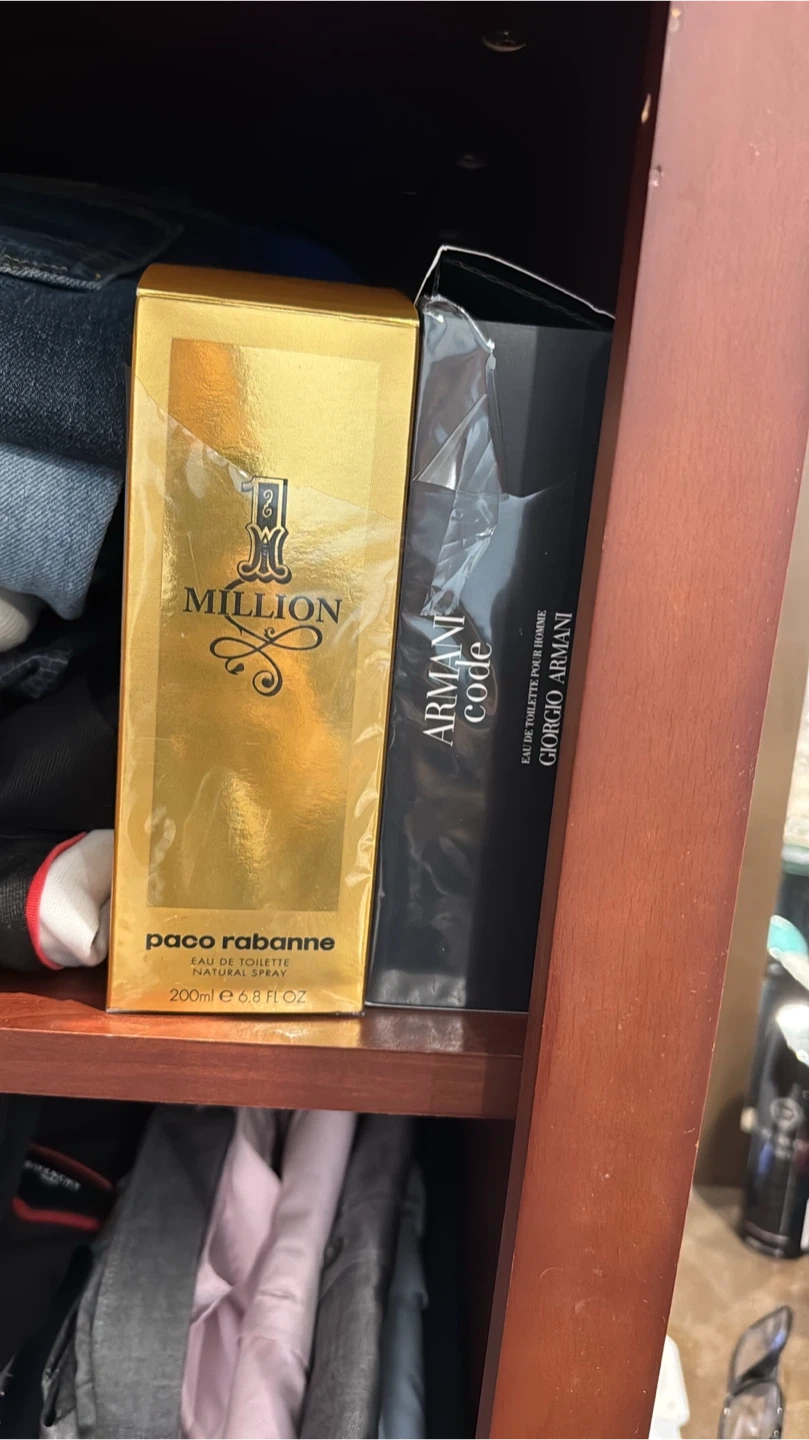 1
MILLION
paco rabanne
EAU DE TOILETTE
NATURAL SPRAY
200ml ℮ 6.8 FL OZ
ARMANI
code
EAU DE TOILETTE POUR HOMME
GIORGIO ARMANI